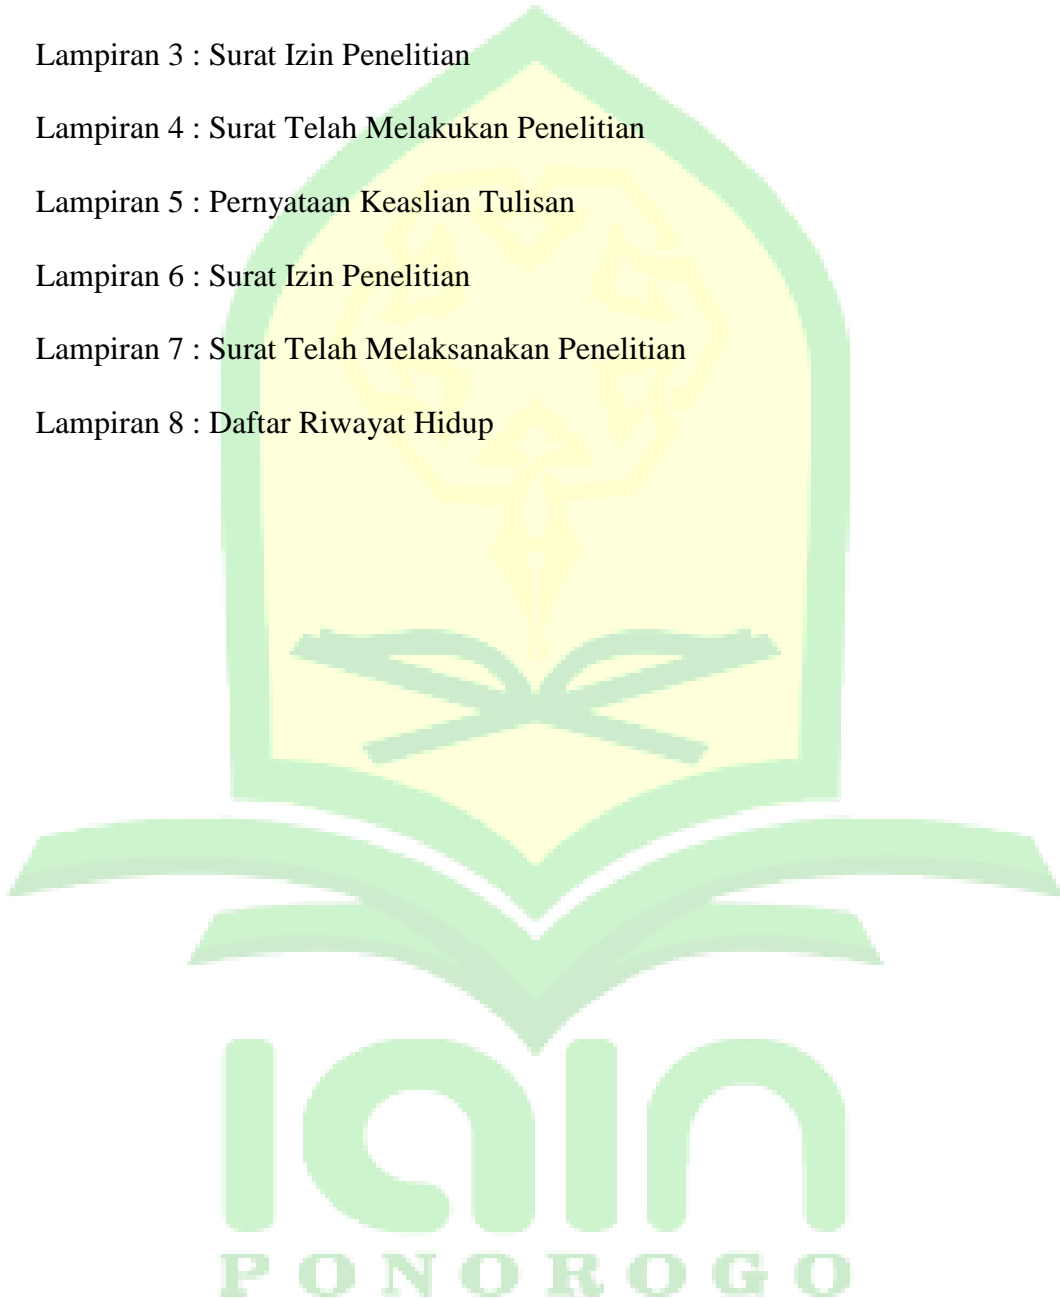 Lampiran 3 : Surat Izin Penelitian
Lampiran 4 : Surat Telah Melakukan Penelitian
Lampiran 5 : Pernyataan Keaslian Tulisan
Lampiran 6 : Surat Izin Penelitian
Lampiran 7 : Surat Telah Melaksanakan Penelitian
Lampiran 8 : Daftar Riwayat Hidup
iain
PONOROGO